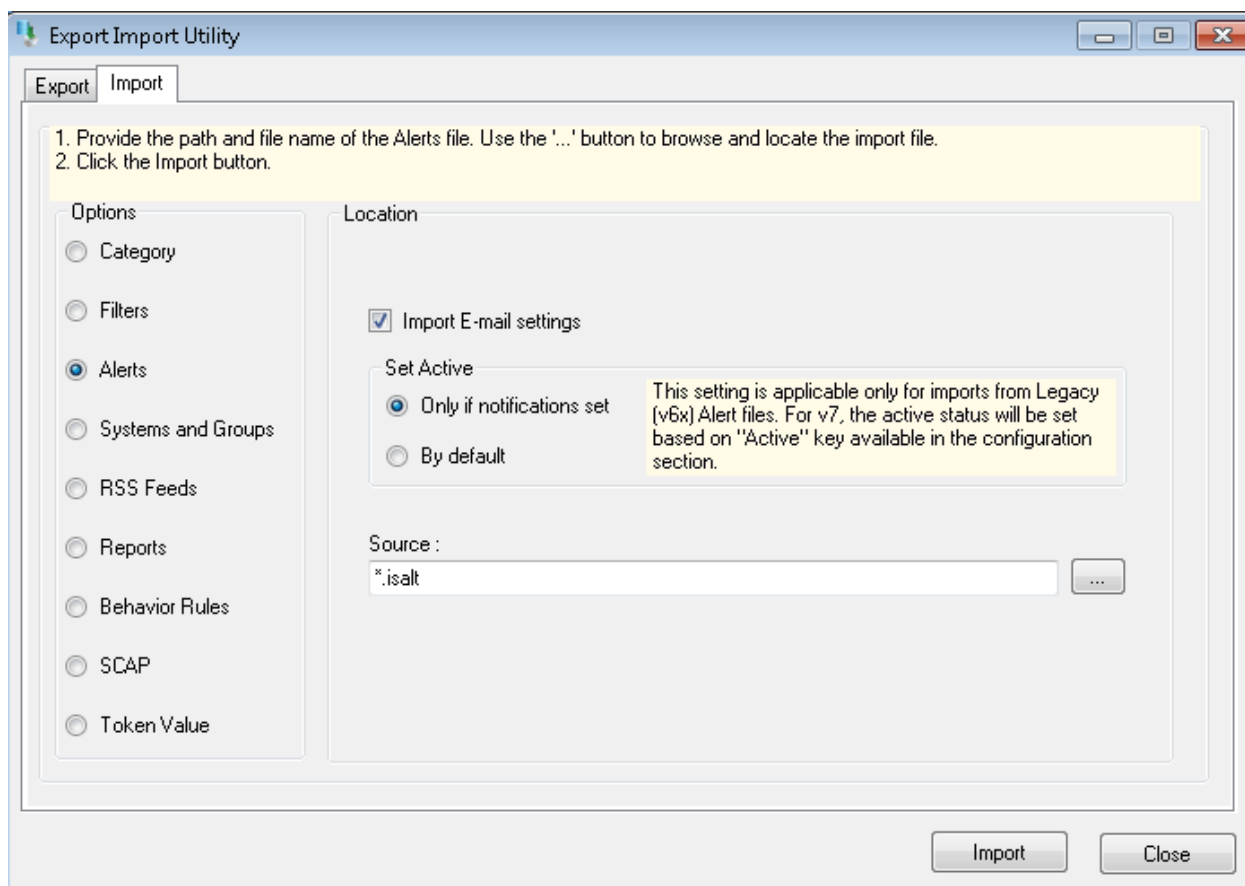 Export Import Utility
Export
Import
1. Provide the path and file name of the Alerts file. Use the '...' button to browse and locate the import file.
2. Click the Import button.
Options
Category
Filters
Alerts
Systems and Groups
RSS Feeds
Reports
Behavior Rules
SCAP
Token Value
Location
Import E-mail settings
Set Active
Only if notifications set
By default
This setting is applicable only for imports from Legacy
(v6x) Alert files. For v7, the active status will be set
based on "Active" key available in the configuration
section.
Source :
*.isalt
...
Import
Close